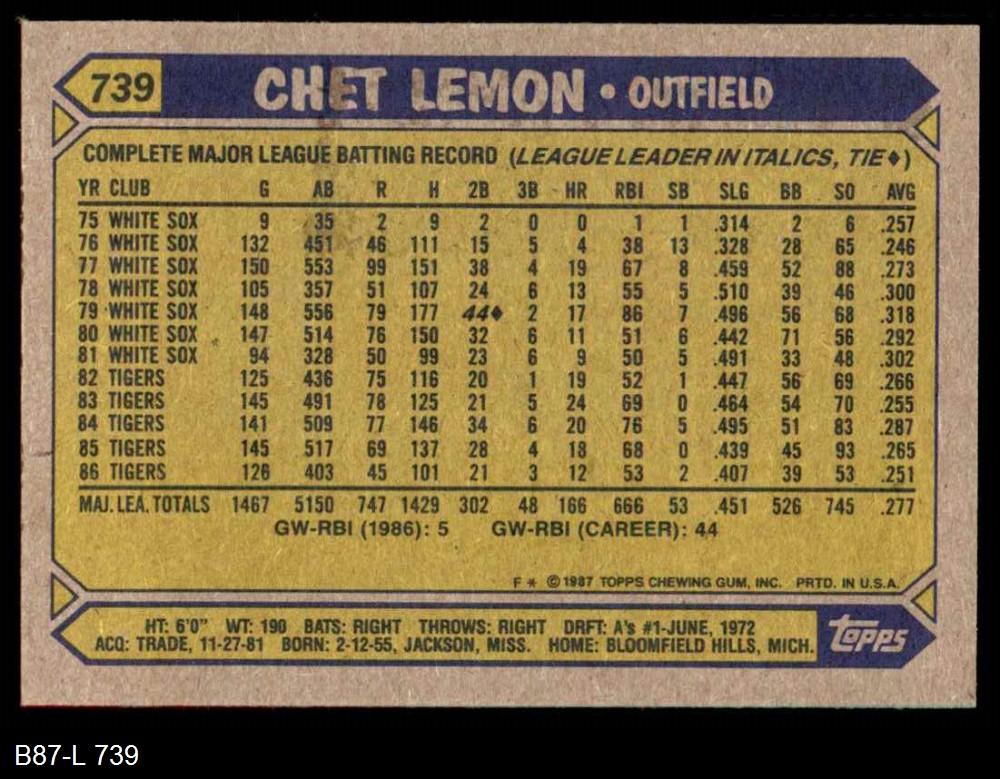 739 CHET LEMON • OUTFIELD
COMPLETE MAJOR LEAGUE BATTING RECORD (LEAGUE LEADER IN ITALICS, TIE♦)
YR CLUB G AB R H 2B 3B HR RBI SB SLG BB SO AVG
75 WHITE SOX 9 35 2 9 2 0 0 1 1 .314 2 6 .257
76 WHITE SOX 132 451 46 111 15 5 4 38 13 .328 28 65 .246
77 WHITE SOX 150 553 99 151 38 4 19 67 8 .459 52 88 .273
78 WHITE SOX 105 357 51 107 24 6 13 55 5 .510 39 46 .300
79 WHITE SOX 148 556 79 177 44♦ 2 17 86 7 .496 56 68 .318
80 WHITE SOX 147 514 76 150 32 6 11 51 6 .442 71 56 .292
81 WHITE SOX 94 328 50 99 23 6 9 50 5 .491 33 48 .302
82 TIGERS 125 436 75 116 20 1 19 52 1 .447 56 69 .266
83 TIGERS 145 491 78 125 21 5 24 69 0 .464 54 70 .255
84 TIGERS 141 509 77 146 34 6 20 76 5 .495 51 83 .287
85 TIGERS 145 517 69 137 28 4 18 68 0 .439 45 93 .265
86 TIGERS 126 403 45 101 21 3 12 53 2 .407 39 53 .251
MAJ. LEA. TOTALS 1467 5150 747 1429 302 48 166 666 53 .451 526 745 .277
GW-RBI (1986): 5 GW-RBI (CAREER): 44
F * ©1987 TOPPS CHEWING GUM, INC. PRTD. IN U.S.A.
HT: 6'0" WT: 190 BATS: RIGHT THROWS: RIGHT DRFT: A's #1-JUNE, 1972
ACQ: TRADE, 11-27-81 BORN: 2-12-55, JACKSON, MISS. HOME: BLOOMFIELD HILLS, MICH.
topps
B87-L 739